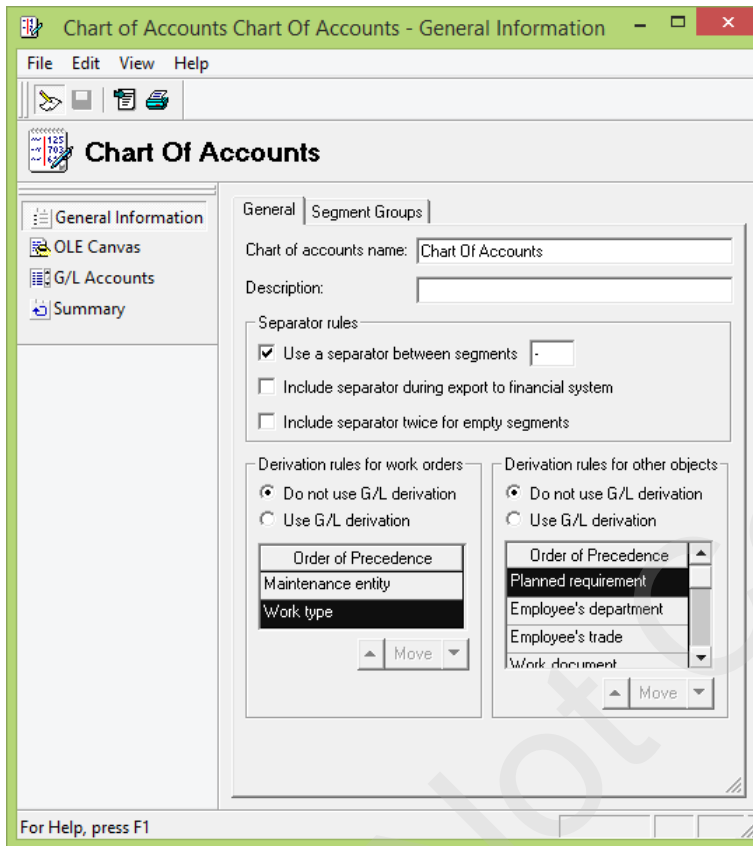 Chart of Accounts Chart Of Accounts - General Information
File Edit View Help
Chart Of Accounts
General Information
OLE Canvas
G/L Accounts
Summary
General Segment Groups
Chart of accounts name: Chart Of Accounts
Description:
Separator rules
Use a separator between segments -
Include separator during export to financial system
Include separator twice for empty segments
Derivation rules for work orders
Do not use G/L derivation
Use G/L derivation
Order of Precedence
Maintenance entity
Work type
Move
Derivation rules for other objects
Do not use G/L derivation
Use G/L derivation
Order of Precedence
Planned requirement
Employee's department
Employee's trade
Work document
Move
For Help, press F1